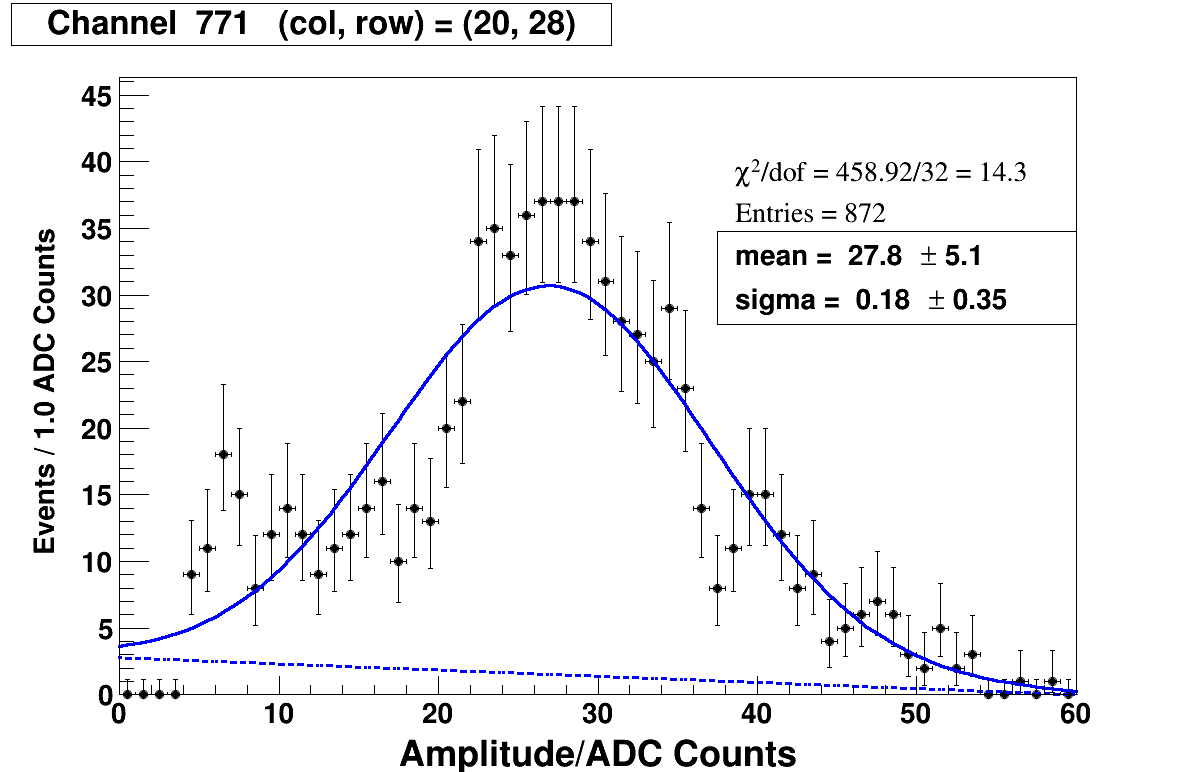 Channel 771 (col, row) = (20, 28)
45
40
35
30
25
20
15
10
5
0
Events / 1.0 ADC Counts
χ²/dof = 458.92/32 = 14.3
Entries = 872
mean = 27.8 ± 5.1
sigma = 0.18 ± 0.35
0 10 20 30 40 50 60
Amplitude/ADC Counts